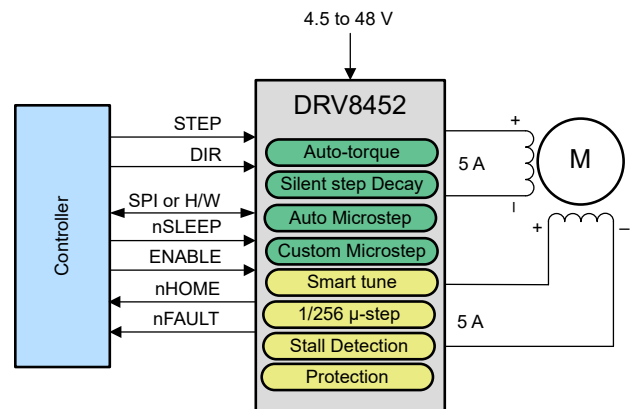 4.5 to 48 V
DRV8452
Controller
STEP
DIR
SPI or H/W
nSLEEP
ENABLE
nHOME
nFAULT
Auto-torque
Silent step Decay
Auto Microstep
Custom Microstep
Smart tune
1/256 µ-step
Stall Detection
Protection
+
5 A
–
M
+
–
5 A